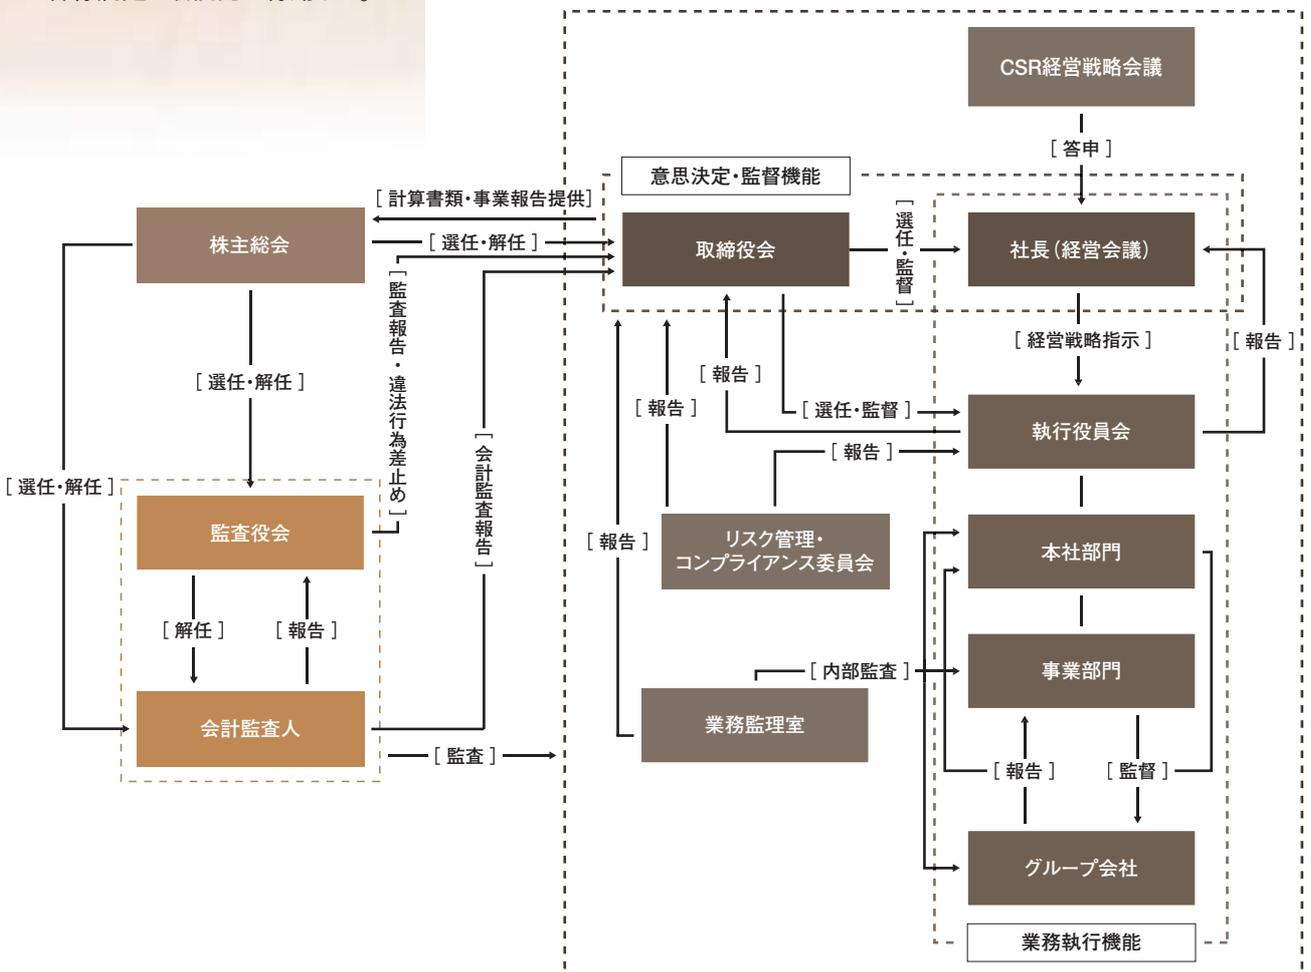 CSR経営戦略会議
[ 答申 ]
意思決定・監督機能
[ 計算書類・事業報告提供]
株主総会
[ 選任・解任 ]
取締役会
[ 選任・監督 ]
社長（経営会議）
[ 監査報告・違法行為差止め ]
[ 経営戦略指示 ]
[ 報告 ]
[ 選任・解任 ]
[ 報告 ]
[ 報告 ]
[ 選任・監督 ]
執行役員会
[ 報告 ]
[ 会計監査報告 ]
[ 選任・解任 ]
監査役会
[ 報告 ]
リスク管理・
コンプライアンス委員会
本社部門
[ 解任 ]
[ 報告 ]
[ 内部監査 ]
事業部門
会計監査人
業務監理室
[ 監査 ]
[ 報告 ]
[ 監督 ]
グループ会社
業務執行機能